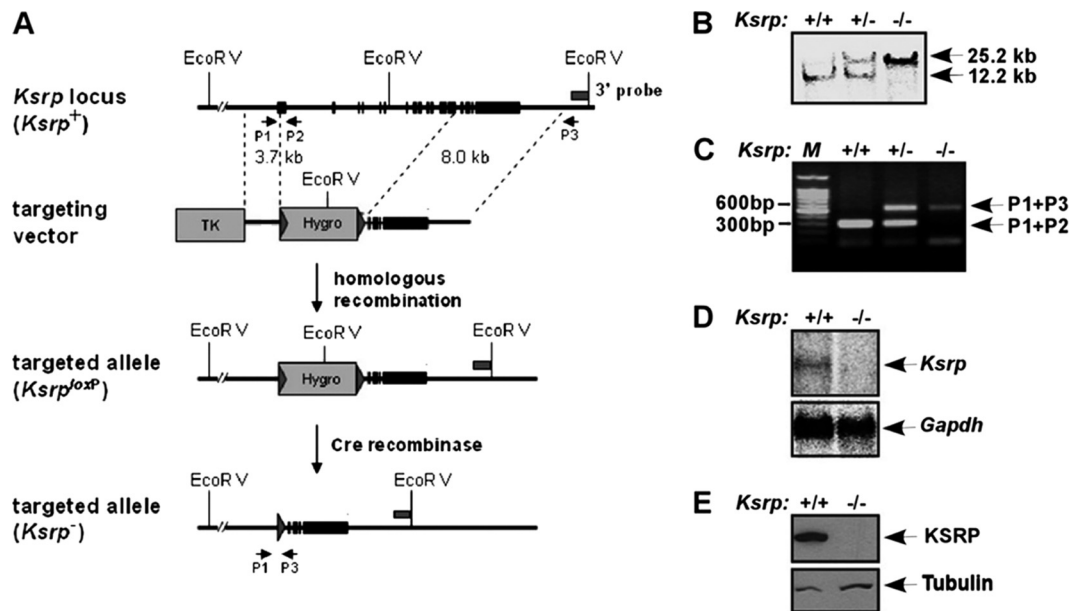 A
EcoR V EcoR V EcoR V
Ksrp locus
(Ksrp+)
3' probe
P1 P2 P3
3.7 kb 8.0 kb
EcoR V
targeting
vector
TK Hygro
homologous
recombination
EcoR V EcoR V EcoR V
targeted allele
(KsrploxP)
Hygro
Cre recombinase
EcoR V EcoR V
targeted allele
(Ksrp-)
P1 P3
B
Ksrp: +/+ +/- -/-
25.2 kb
12.2 kb
C
Ksrp: M +/+ +/- -/-
600bp P1+P3
300bp P1+P2
D
Ksrp: +/+ -/-
Ksrp
Gapdh
E
Ksrp: +/+ -/-
KSRP
Tubulin